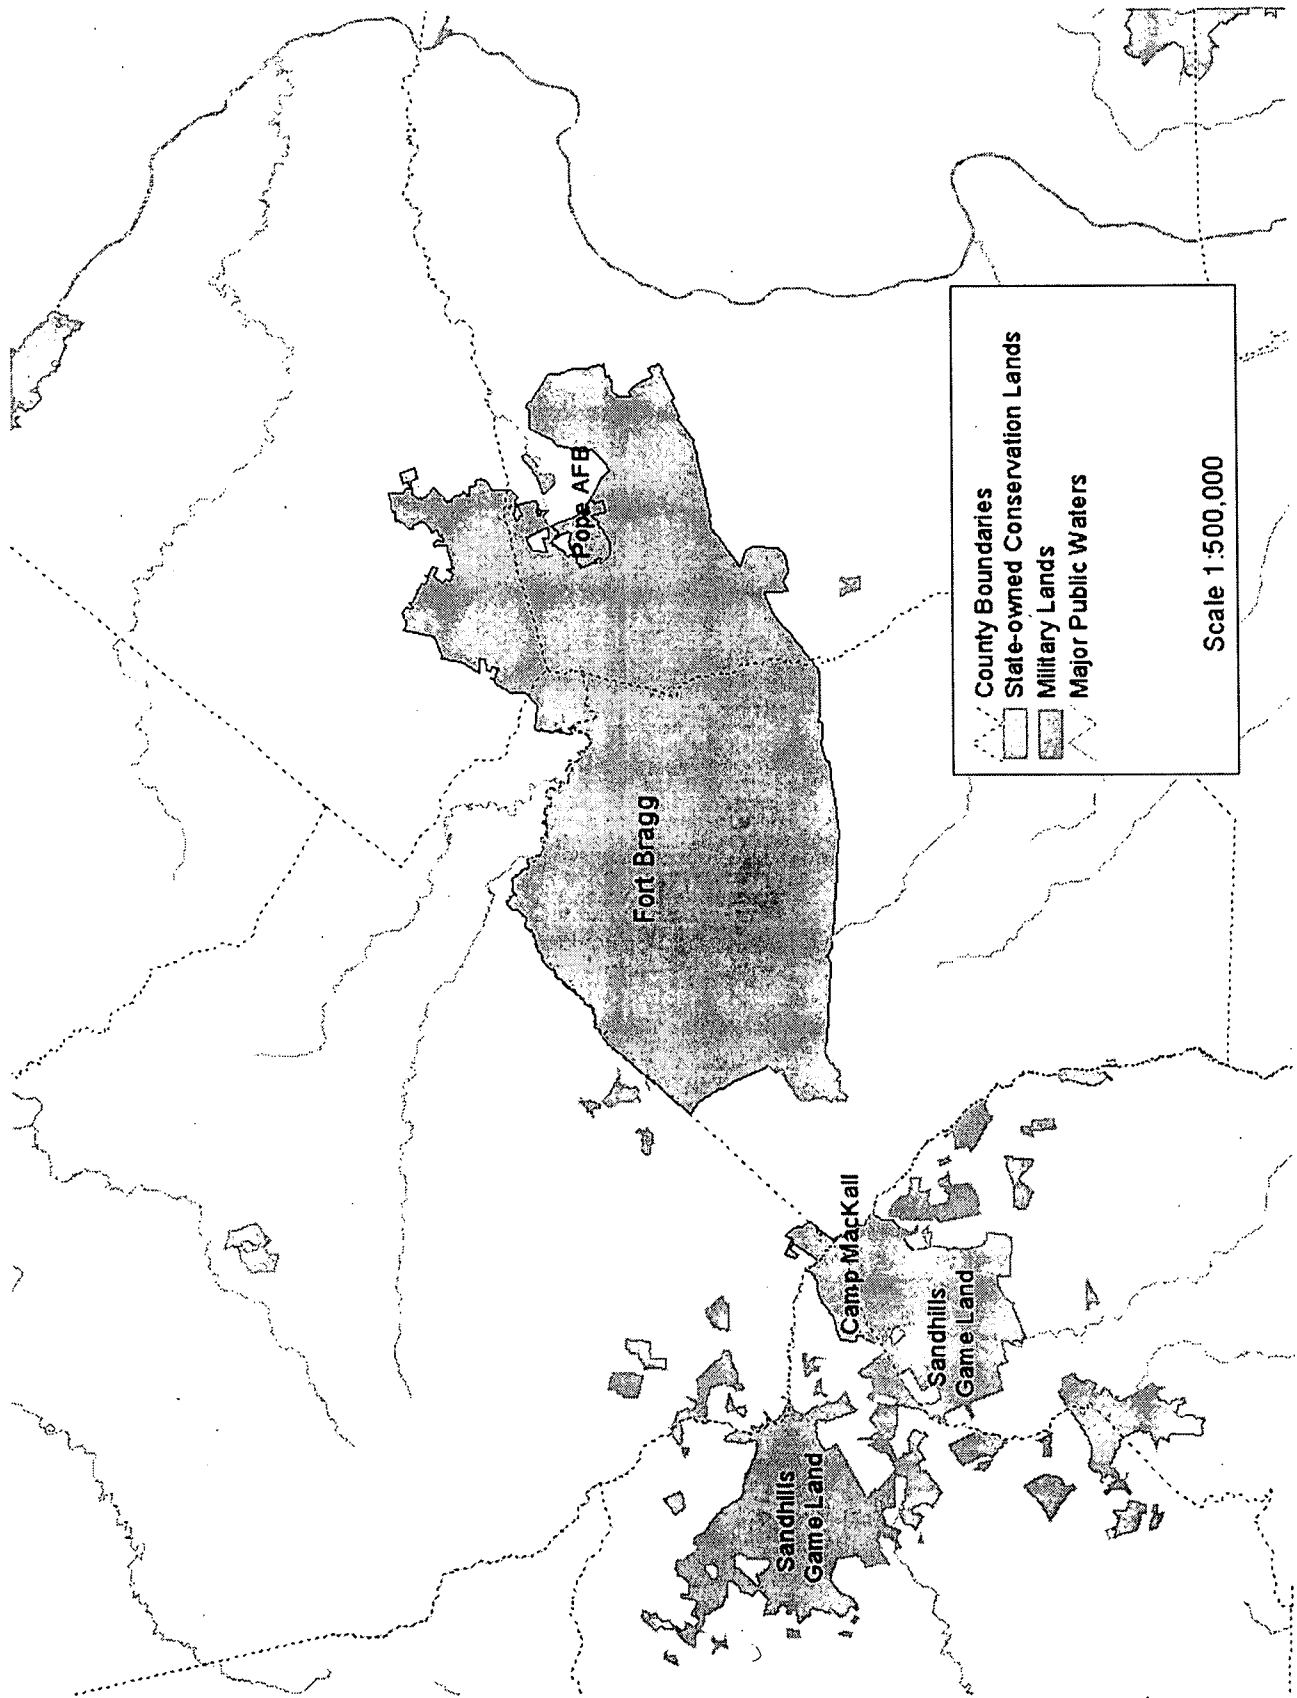 Pope AFB
Fort Bragg
Camp MacKall
Sandhills
Game Land
Sandhills
Game Land
County Boundaries
State-owned Conservation Lands
Military Lands
Major Public Waters
Scale 1:500,000